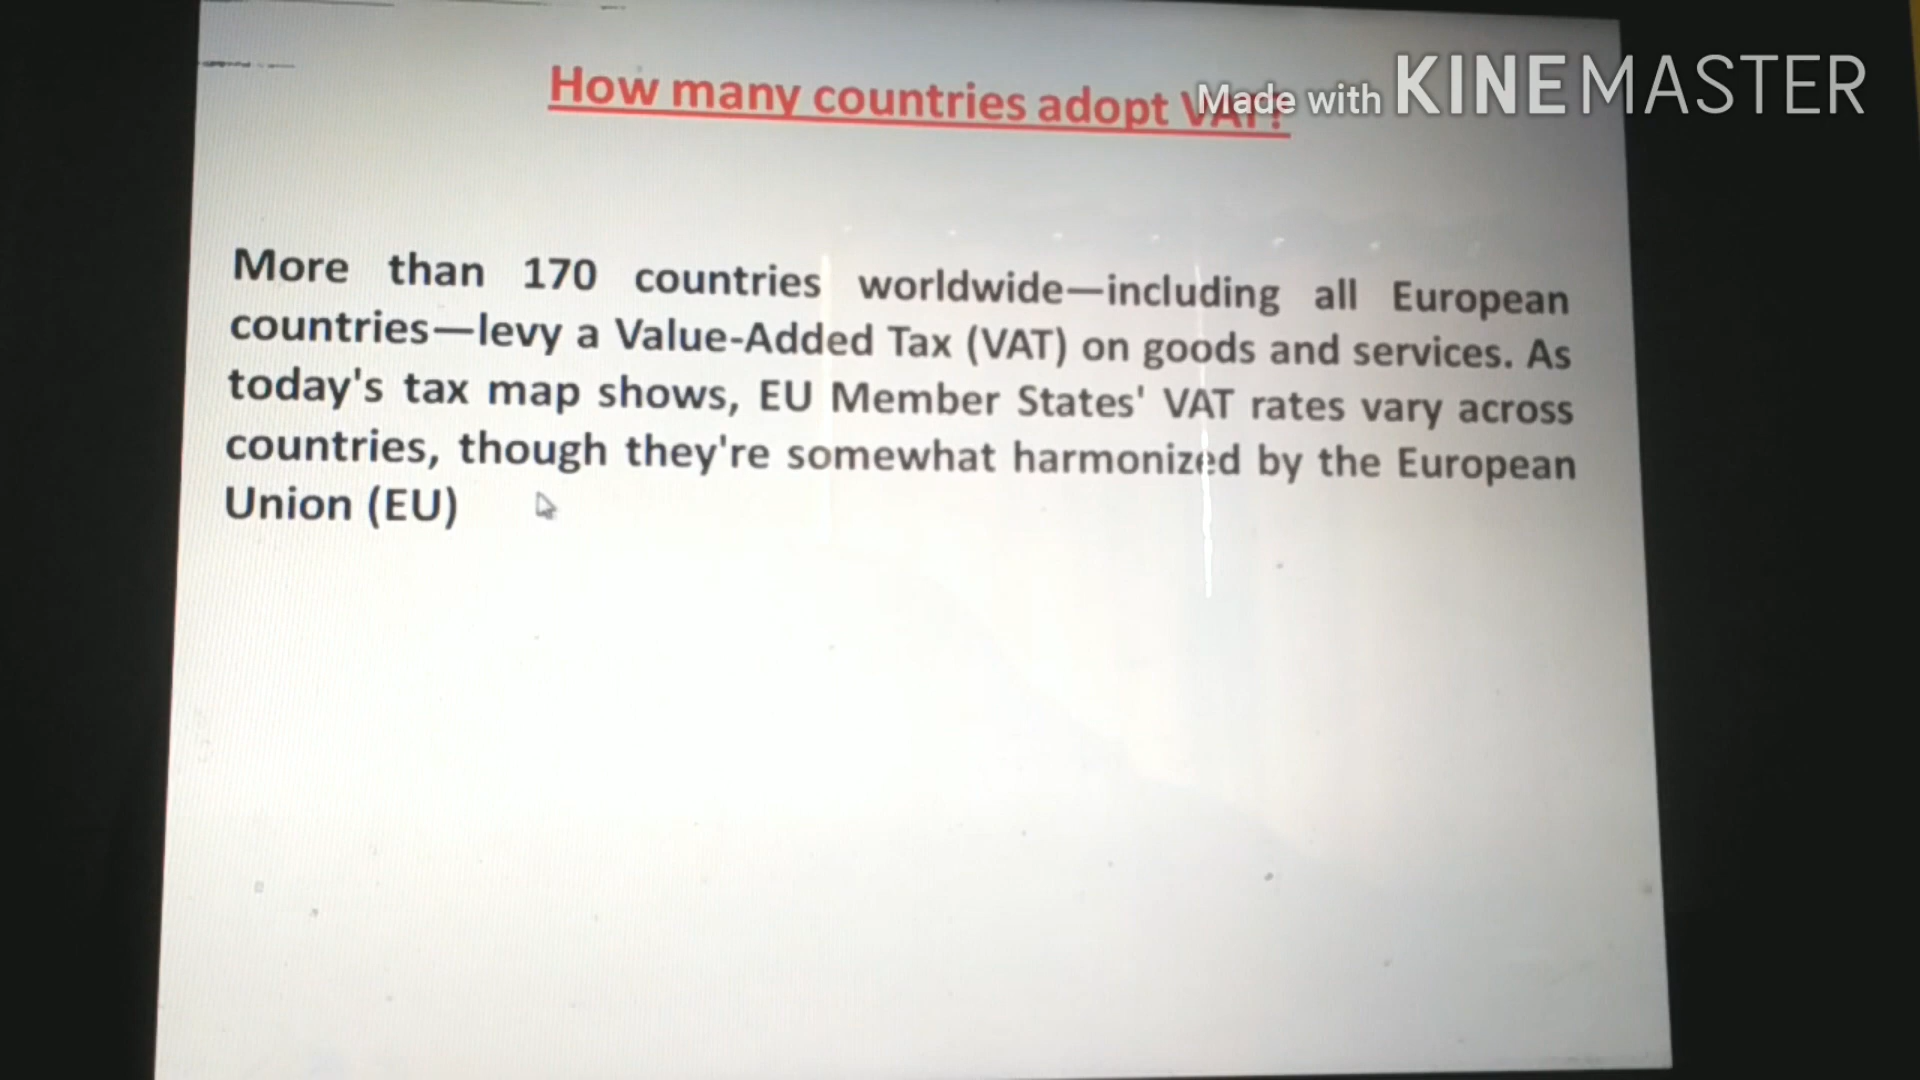 How many countries adopt VAT?
Made with KINEMASTER
More than 170 countries worldwide—including all European
countries—levy a Value-Added Tax (VAT) on goods and services. As
today's tax map shows, EU Member States' VAT rates vary across
countries, though they're somewhat harmonized by the European
Union (EU)